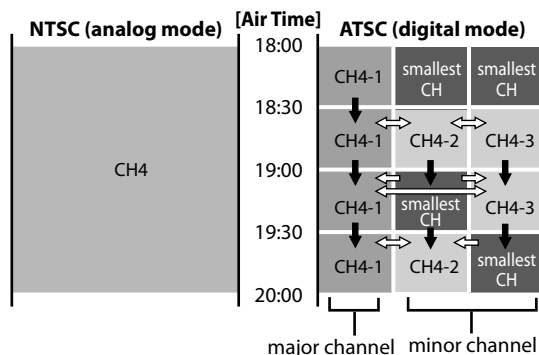 NTSC (analog mode) [Air Time] ATSC (digital mode)
18:00
CH4-1 smallest CH smallest CH
18:30
CH4-1 CH4-2 CH4-3
CH4
19:00
CH4-1 smallest CH CH4-3
19:30
CH4-1 CH4-2 smallest CH
20:00
major channel minor channel